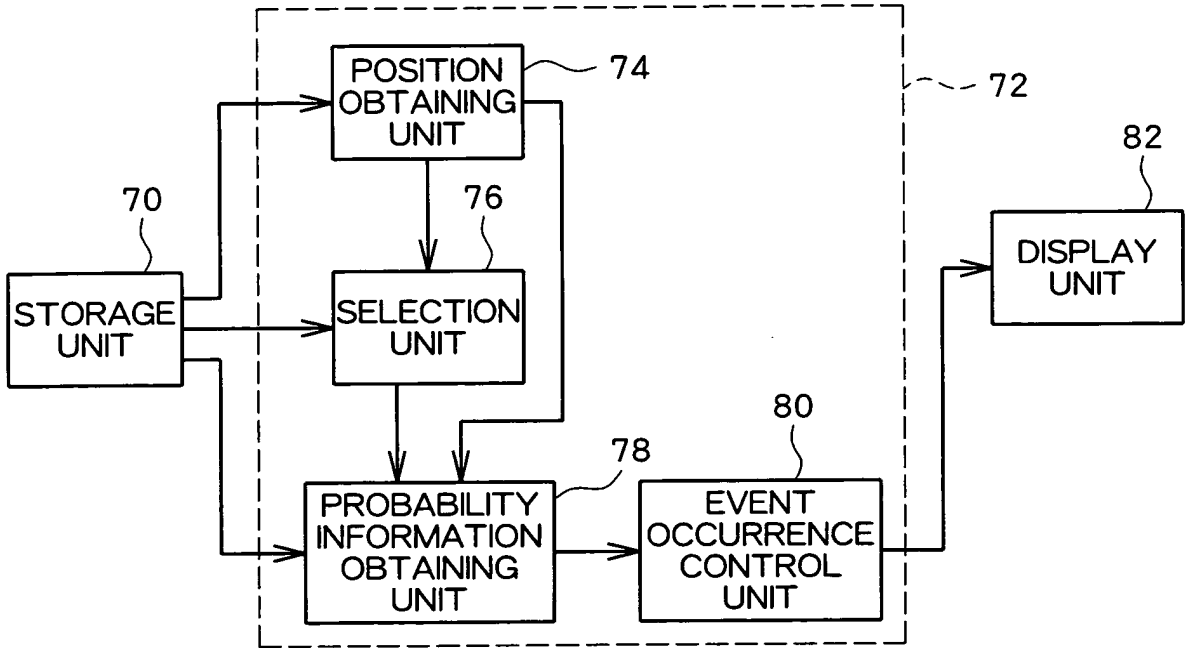 POSITION
OBTAINING
UNIT
74
72
82
DISPLAY
UNIT
70
STORAGE
UNIT
76
SELECTION
UNIT
78
PROBABILITY
INFORMATION
OBTAINING
UNIT
80
EVENT
OCCURRENCE
CONTROL
UNIT